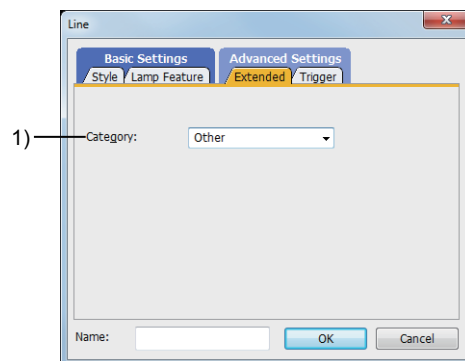 Line
Basic Settings
Advanced Settings
Style
Lamp Feature
Extended
Trigger
1)
Category:
Other
Name:
OK
Cancel